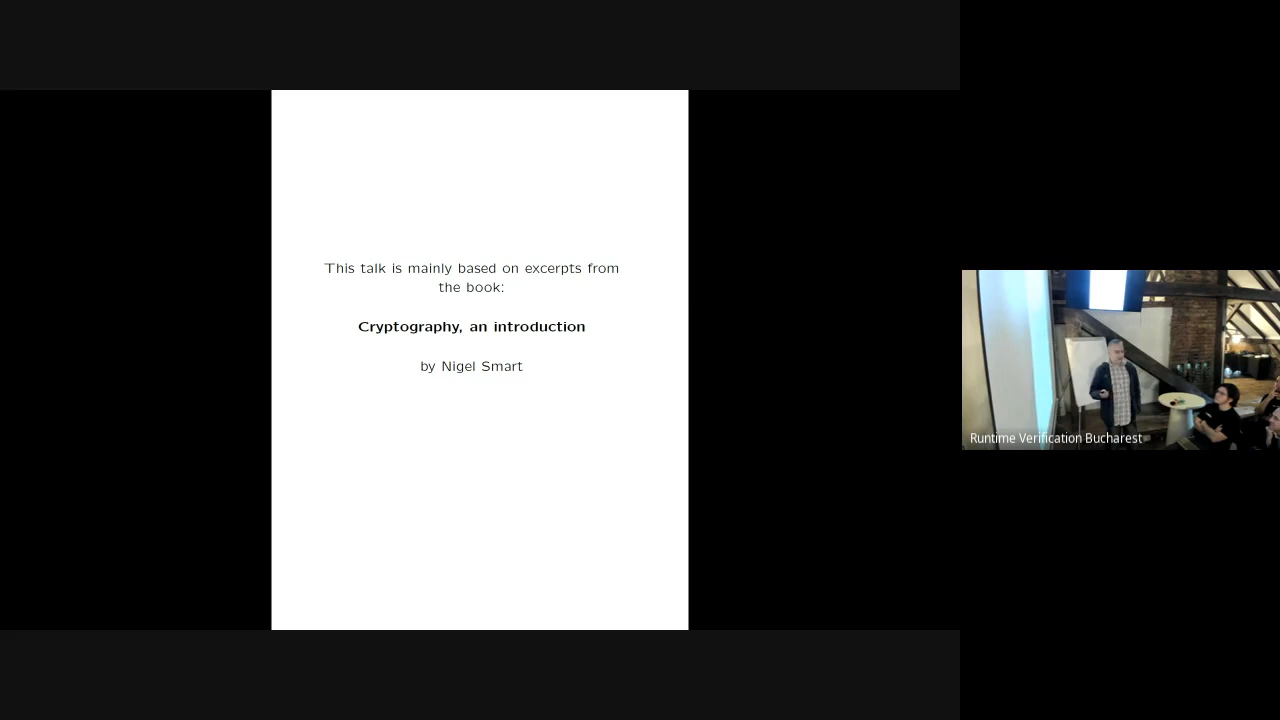 This talk is mainly based on excerpts from
the book:
Cryptography, an introduction
by Nigel Smart
Runtime Verification Bucharest